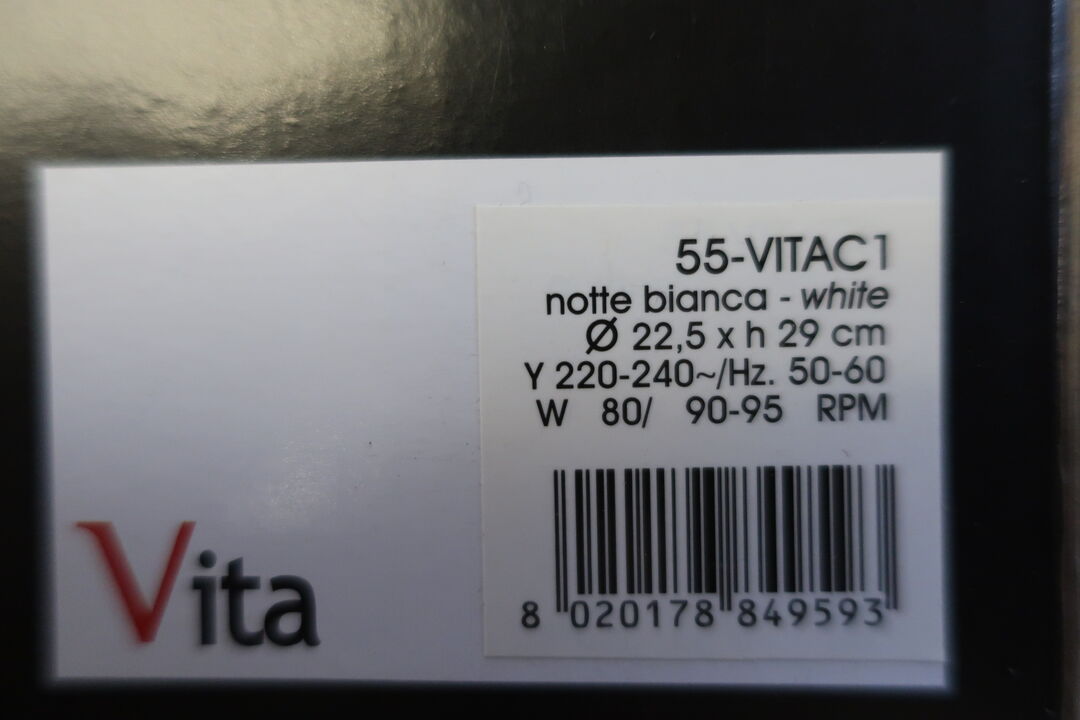 55-VITAC1
notte bianca - white
Ø 22,5 x h 29 cm
Y 220-240~/Hz. 50-60
W 80/ 90-95 RPM
8 020178 849593
Vita